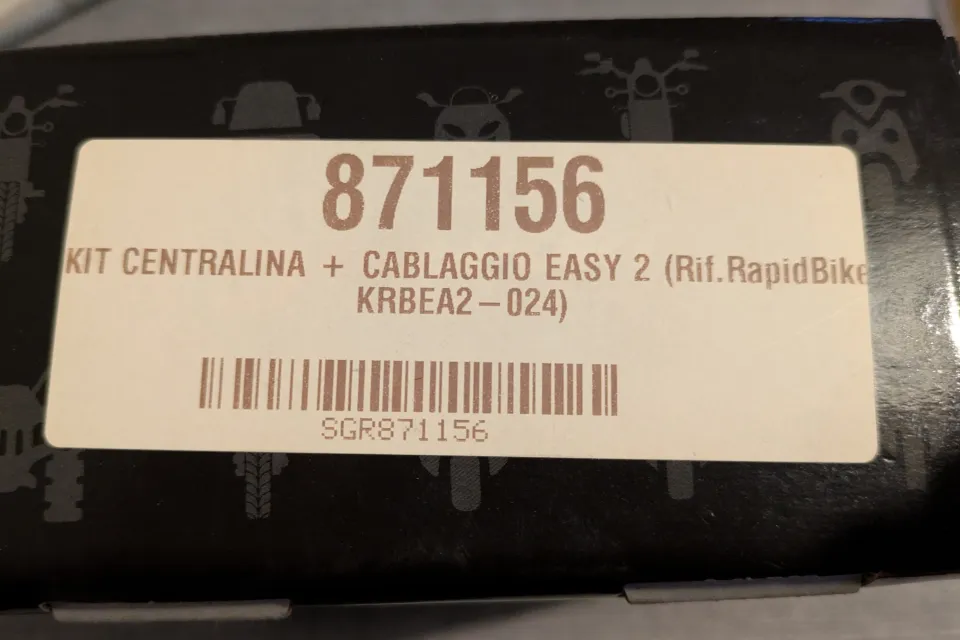 871156
KIT CENTRALINA + CABLAGGIO EASY 2 (Rif.RapidBike
KRBEA2-024)
SGR871156